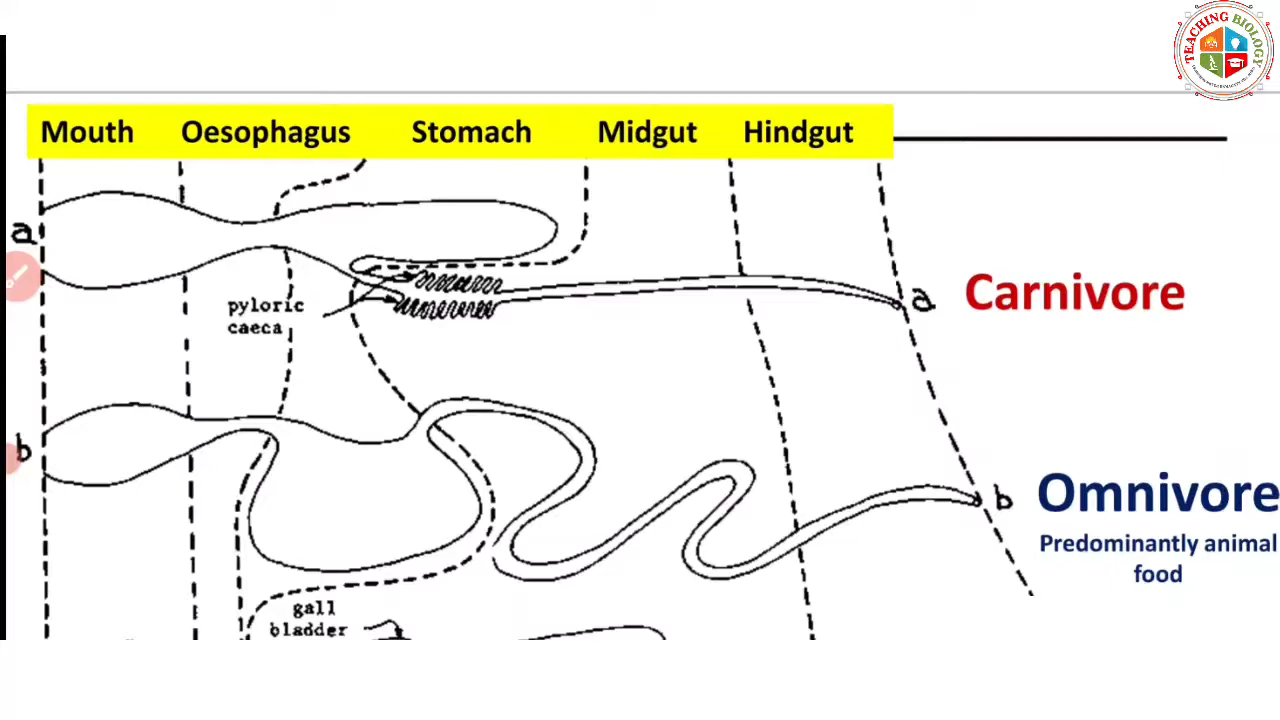 TEACHING BIOLOGY
Mouth Oesophagus Stomach Midgut Hindgut
a
pyloric
caeca
a
Carnivore
b
b
Omnivore
Predominantly animal
food
gall
bladder